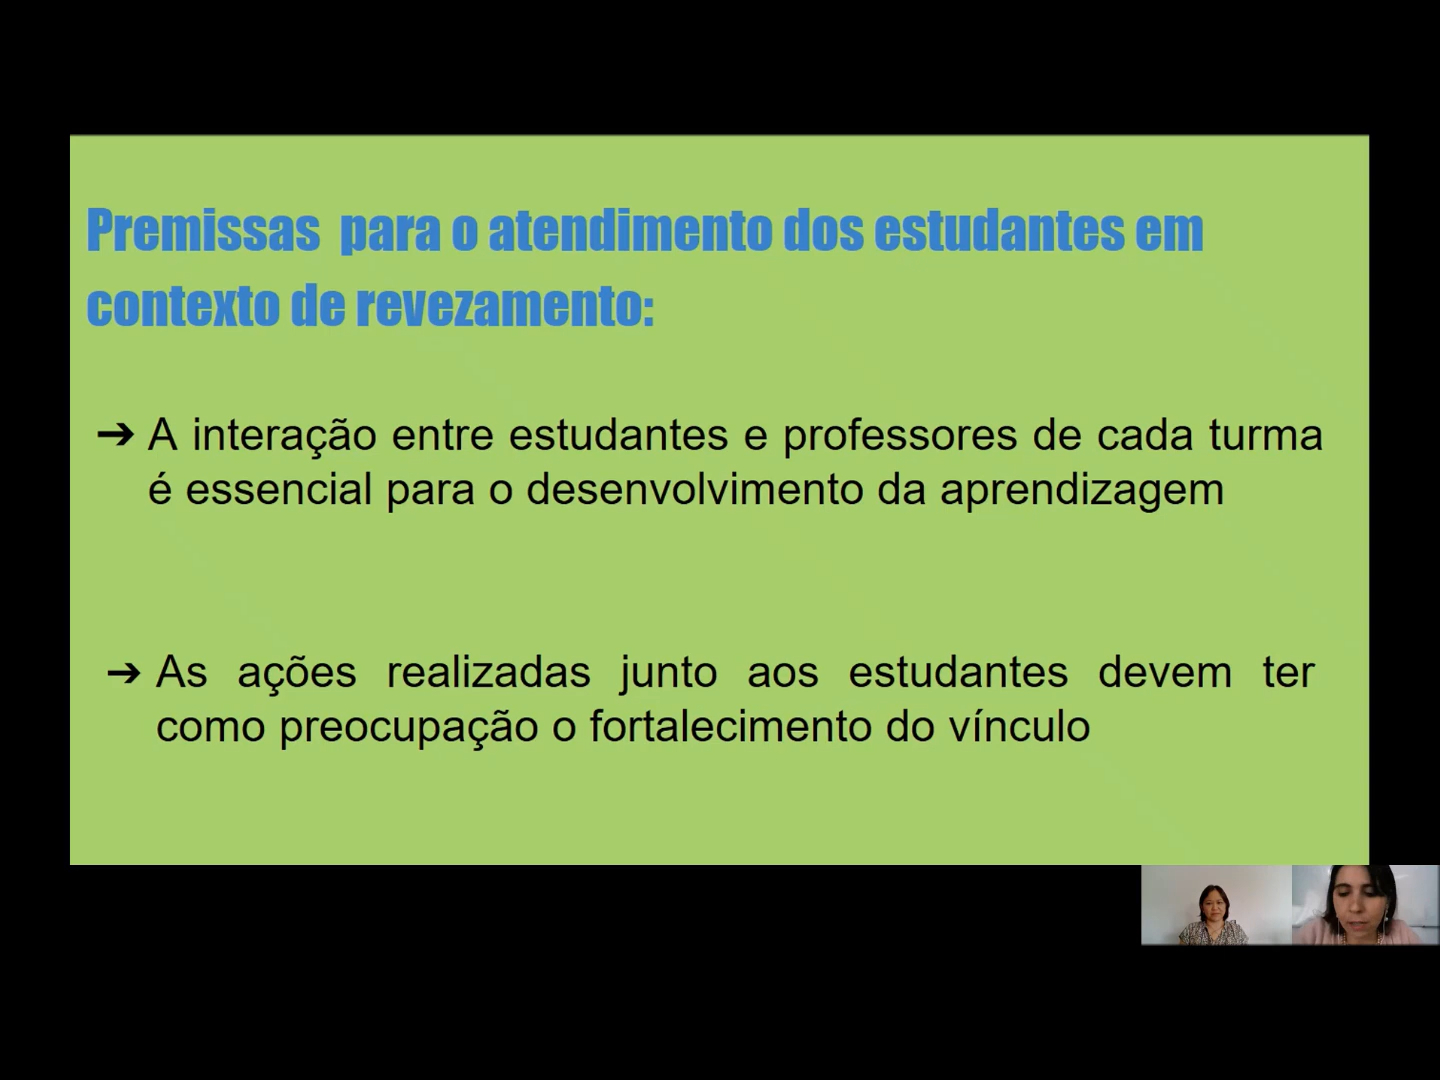 Premissas  para o atendimento dos estudantes em
contexto de revezamento:
➔ A interação entre estudantes e professores de cada turma
é essencial para o desenvolvimento da aprendizagem
➔ As ações realizadas junto aos estudantes devem ter
como preocupação o fortalecimento do vínculo